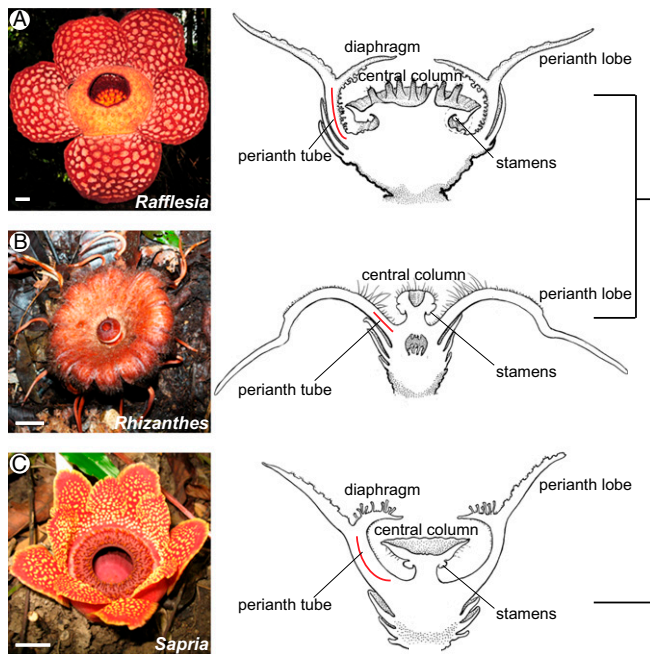 A
Rafflesia
diaphragm
central column
perianth lobe
perianth tube
stamens
B
Rhizanthes
central column
perianth lobe
perianth tube
stamens
C
Sapria
diaphragm
central column
perianth lobe
perianth tube
stamens